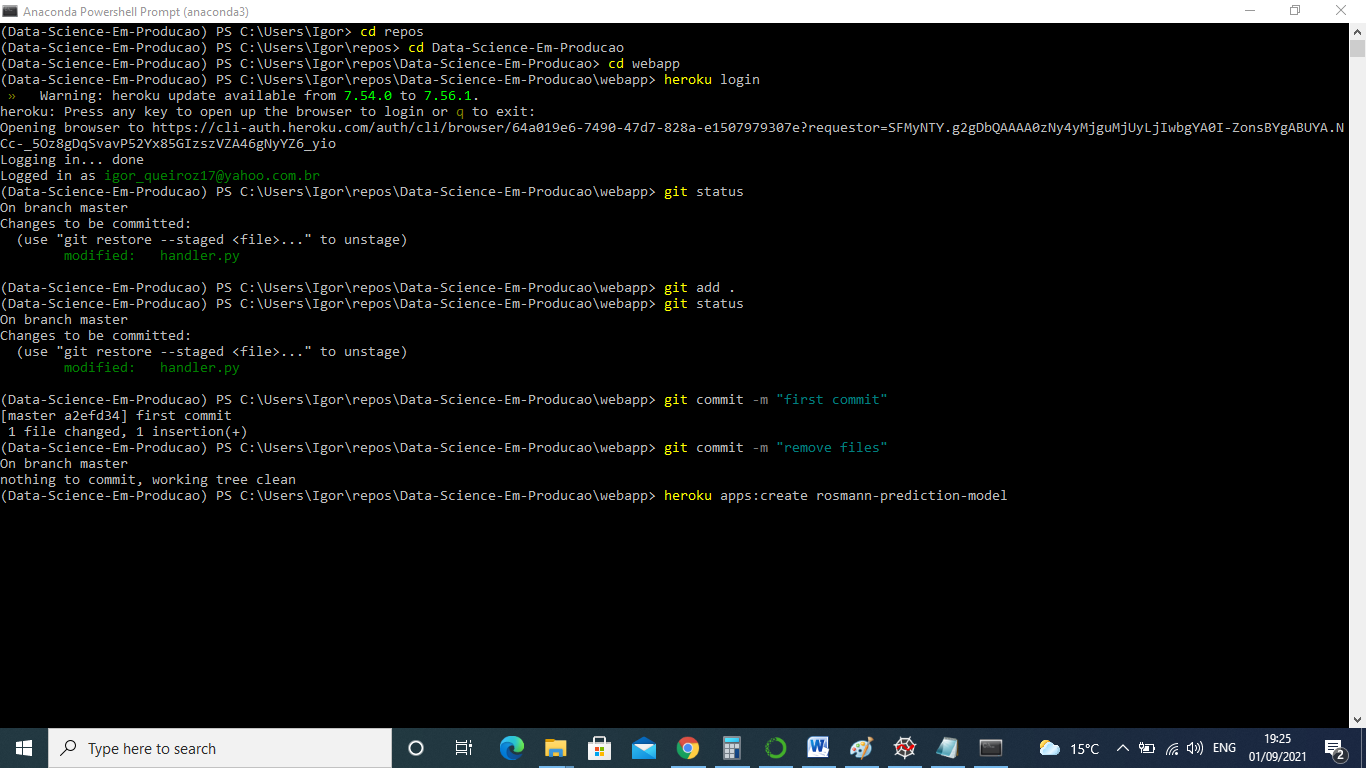 Anaconda Powershell Prompt (anaconda3)
(Data-Science-Em-Producao) PS C:\Users\Igor> cd repos
(Data-Science-Em-Producao) PS C:\Users\Igor\repos> cd Data-Science-Em-Producao
(Data-Science-Em-Producao) PS C:\Users\Igor\repos\Data-Science-Em-Producao> cd webapp
(Data-Science-Em-Producao) PS C:\Users\Igor\repos\Data-Science-Em-Producao\webapp> heroku login
» Warning: heroku update available from 7.54.0 to 7.56.1.
heroku: Press any key to open up the browser to login or q to exit:
Opening browser to https://cli-auth.heroku.com/auth/cli/browser/64a019e6-7490-47d7-828a-e1507979307e?requestor=SFMyNTY.g2gDbQAAAA0zNy4yMjguMjUyLjIwbgYA0I-ZonsBYgABUYA.N
Cc-_5Oz8gDqSvavP52Yx85GIzszVZA46gNyYZ6_yio
Logging in... done
Logged in as igor_queiroz17@yahoo.com.br
(Data-Science-Em-Producao) PS C:\Users\Igor\repos\Data-Science-Em-Producao\webapp> git status
On branch master
Changes to be committed:
  (use "git restore --staged <file>..." to unstage)
        modified:   handler.py
(Data-Science-Em-Producao) PS C:\Users\Igor\repos\Data-Science-Em-Producao\webapp> git add .
(Data-Science-Em-Producao) PS C:\Users\Igor\repos\Data-Science-Em-Producao\webapp> git status
On branch master
Changes to be committed:
  (use "git restore --staged <file>..." to unstage)
        modified:   handler.py
(Data-Science-Em-Producao) PS C:\Users\Igor\repos\Data-Science-Em-Producao\webapp> git commit -m "first commit"
[master a2efd34] first commit
 1 file changed, 1 insertion(+)
(Data-Science-Em-Producao) PS C:\Users\Igor\repos\Data-Science-Em-Producao\webapp> git commit -m "remove files"
On branch master
nothing to commit, working tree clean
(Data-Science-Em-Producao) PS C:\Users\Igor\repos\Data-Science-Em-Producao\webapp> heroku apps:create rosmann-prediction-model
Type here to search
15°C
ENG
19:25
01/09/2021
2